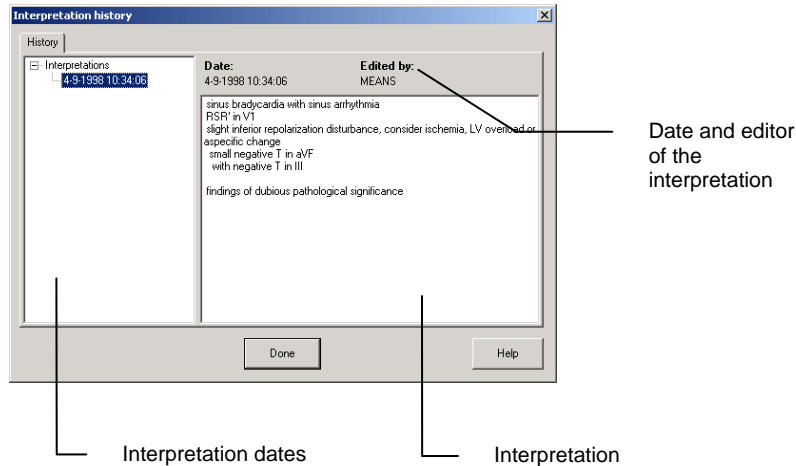 Interpretation history
History
Interpretations
4-9-1998 10:34:06
Date:
Edited by:
4-9-1998 10:34:06
MEANS
sinus bradycardia with sinus arrhythmia
RSR' in V1
slight inferior repolarization disturbance, consider ischemia, LV overload or
aspecific change
small negative T in aVF
with negative T in III
findings of dubious pathological significance
Done
Help
Date and editor
of the
interpretation
Interpretation dates
Interpretation